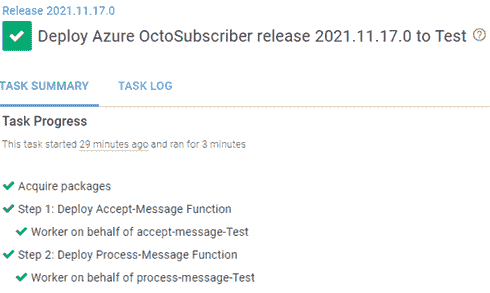 Release 2021.11.17.0
Deploy Azure OctoSubscriber release 2021.11.17.0 to Test
TASK SUMMARY TASK LOG
Task Progress
This task started 29 minutes ago and ran for 3 minutes
Acquire packages
Step 1: Deploy Accept-Message Function
Worker on behalf of accept-message-Test
Step 2: Deploy Process-Message Function
Worker on behalf of process-message-Test